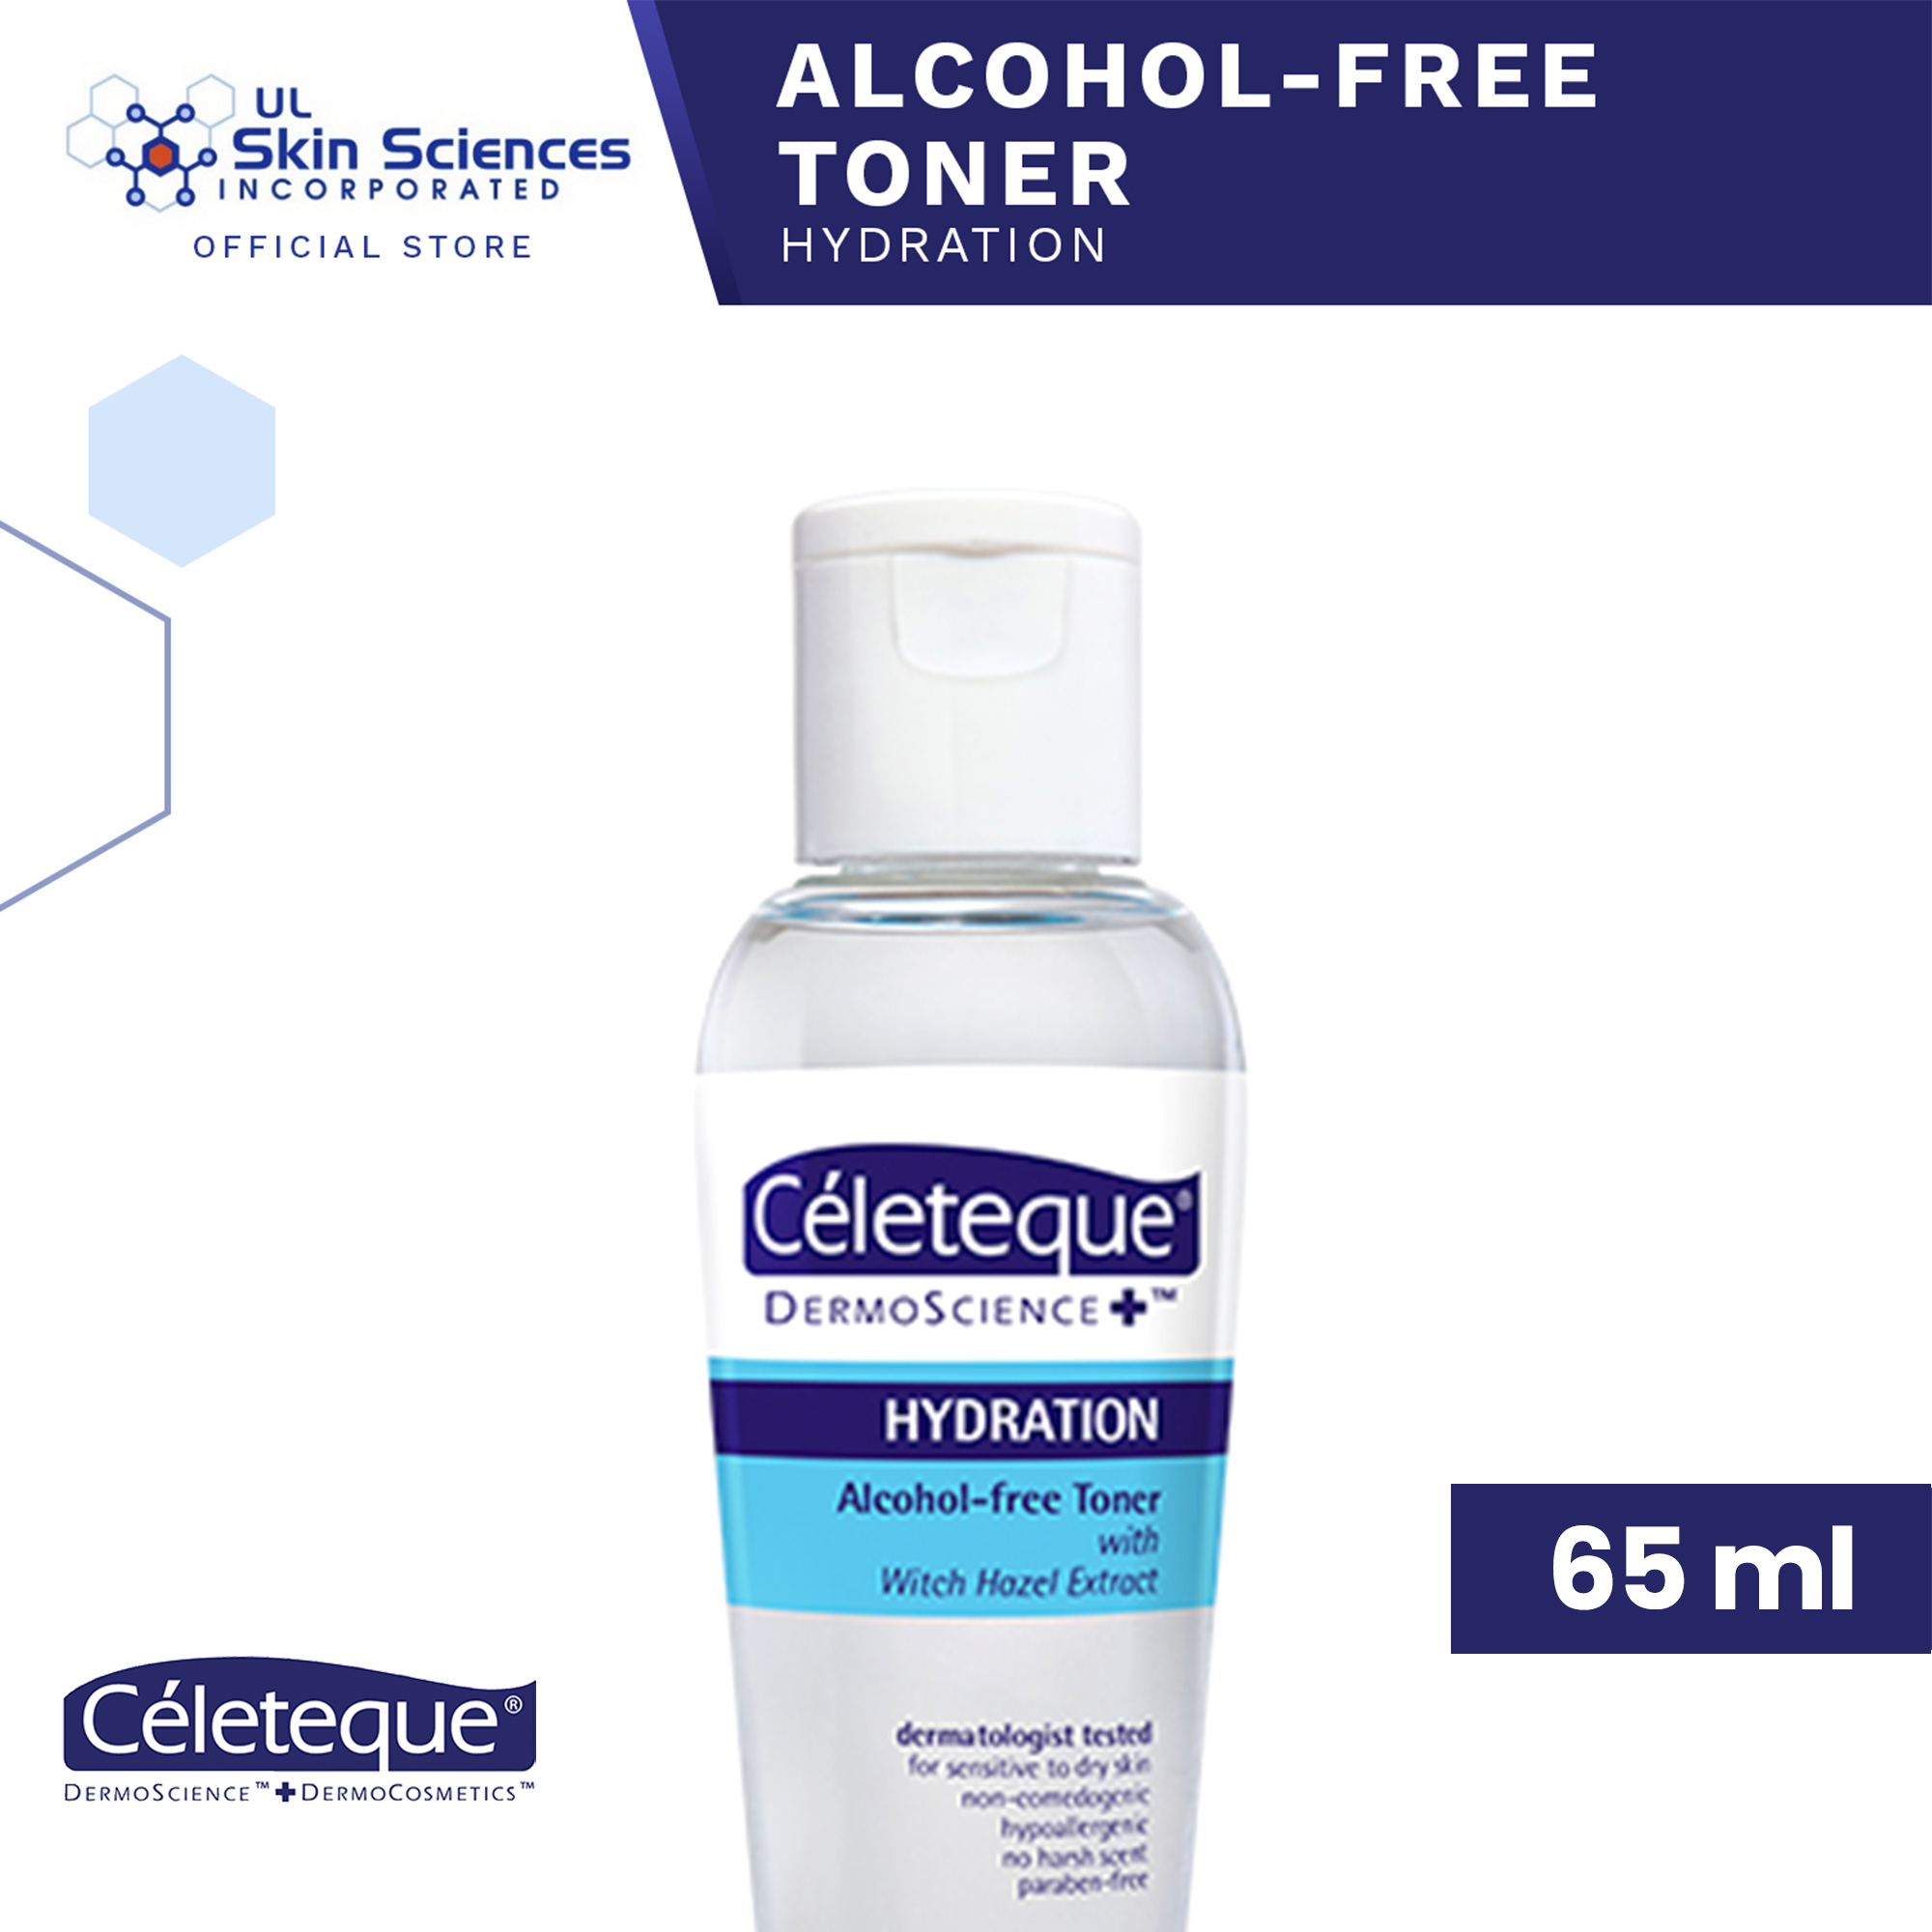 UL
Skin Sciences
INCORPORATED
OFFICIAL STORE
ALCOHOL-FREE
TONER
HYDRATION
Céleteque®
DERMOSCIENCE✚™
HYDRATION
Alcohol-free Toner
with
Witch Hazel Extract
dermatologist tested
for sensitive to dry skin
non-comedogenic
hypoallergenic
no harsh scent
paraben-free
65 ml
Céleteque®
DERMOSCIENCE™✚DERMOCOSMETICS™